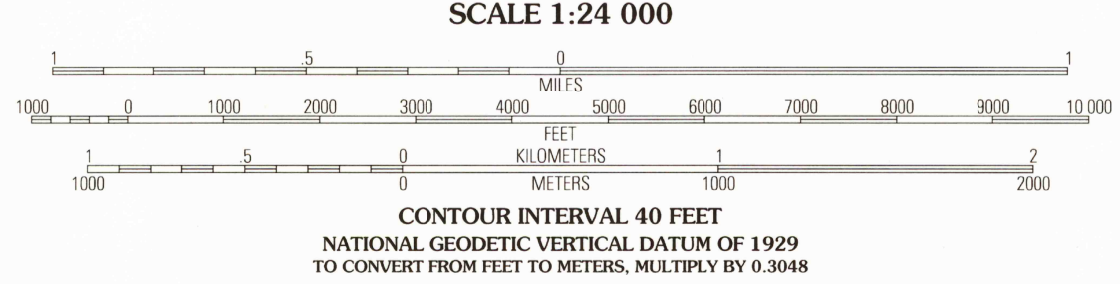 SCALE 1:24 000
1 .5 0 1
MILES
1000 0 1000 2000 3000 4000 5000 6000 7000 8000 9000 10 000
FEET
1 .5 0 KILOMETERS 1 2
1000 0 METERS 1000 2000
CONTOUR INTERVAL 40 FEET
NATIONAL GEODETIC VERTICAL DATUM OF 1929
TO CONVERT FROM FEET TO METERS, MULTIPLY BY 0.3048